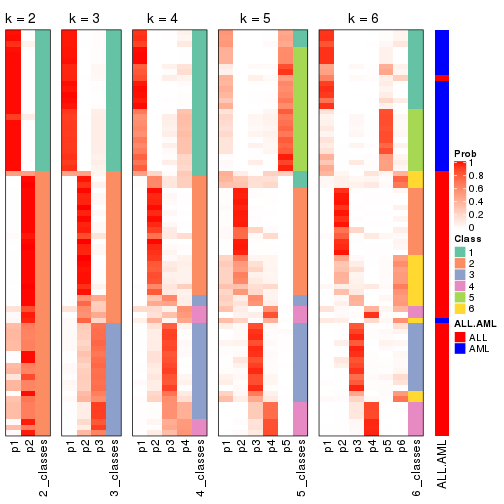 k = 2
k = 3
k = 4
k = 5
k = 6
Prob
1
0.8
0.6
0.4
0.2
0
Class
1
2
3
4
5
6
ALL.AML
ALL
AML
p1
p2
2_classes
p1
p2
p3
3_classes
p1
p2
p3
p4
4_classes
p1
p2
p3
p4
p5
5_classes
p1
p2
p3
p4
p5
p6
6_classes
ALL.AML